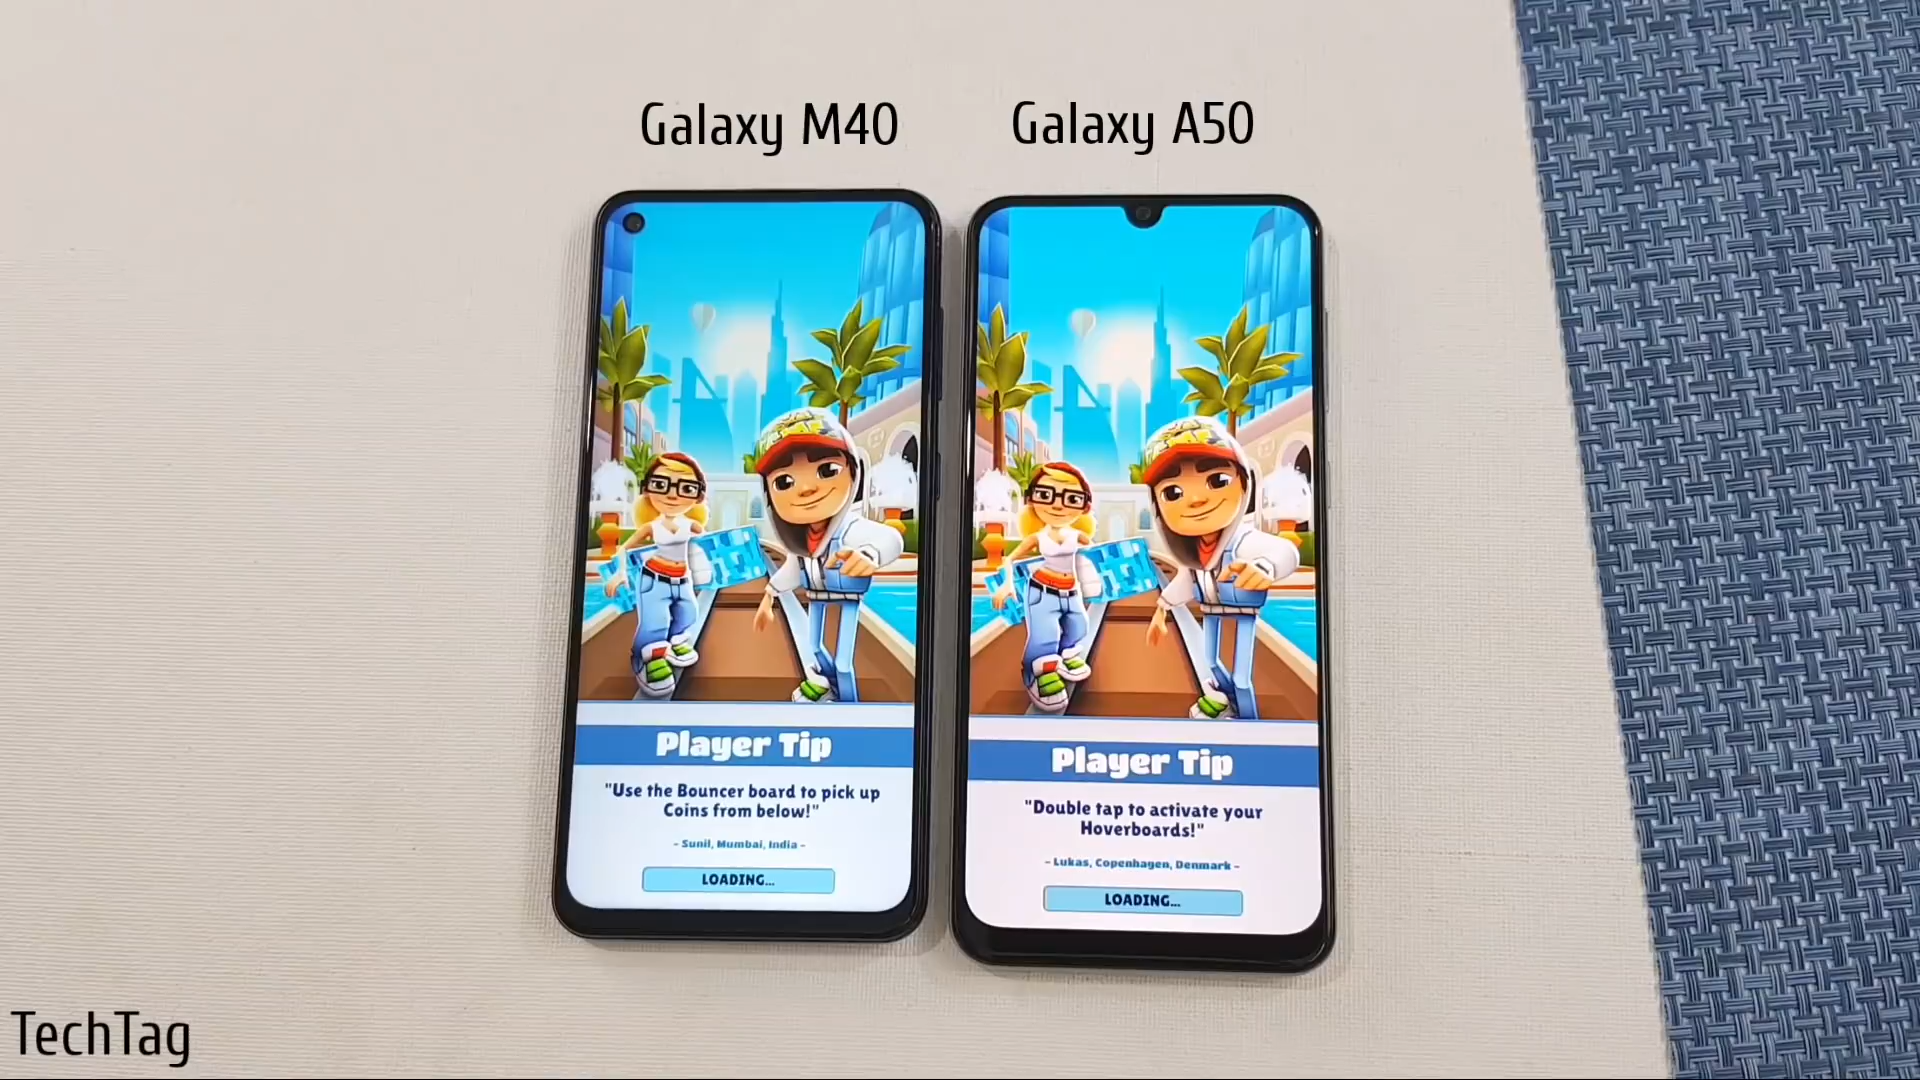 Galaxy M40
Galaxy A50
Player Tip
"Use the Bouncer board to pick up
Coins from below!"
- Sunil, Mumbai, India -
LOADING...
Player Tip
"Double tap to activate your
Hoverboards!"
- Lukas, Copenhagen, Denmark -
LOADING...
TechTag